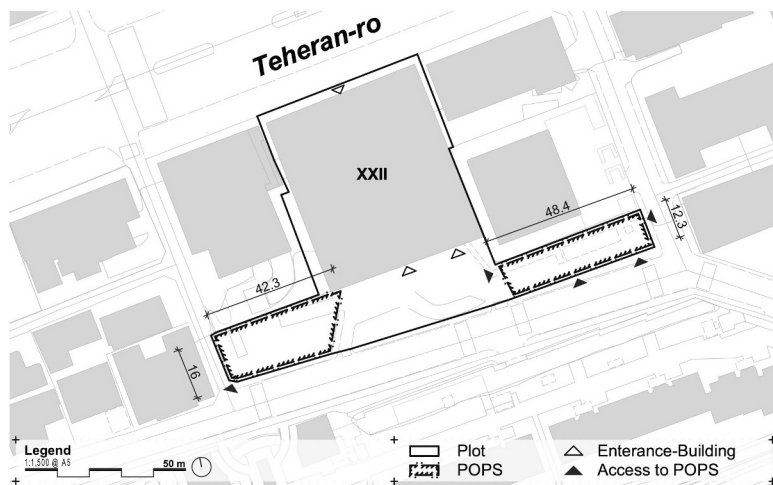 Teheran-ro
XXII
48.4
12.3
42.3
16
Legend
1:1,500 @ A5
50 m
Plot
POPS
Enterance-Building
Access to POPS